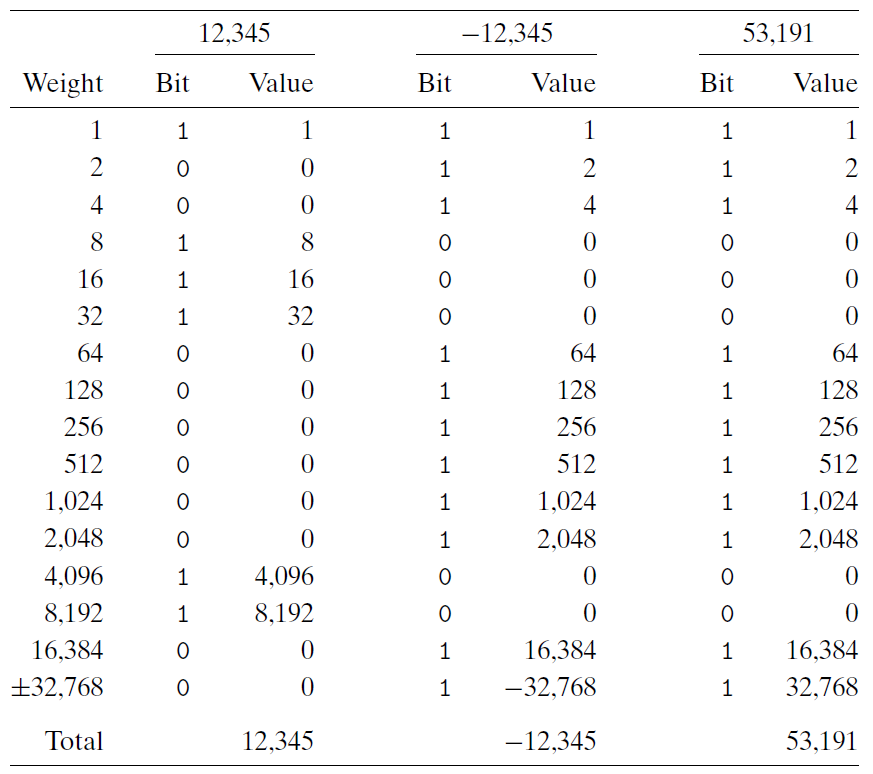 12,345 −12,345 53,191
Weight Bit Value Bit Value Bit Value
1 1 1 1 1 1 1
2 0 0 1 2 1 2
4 0 0 1 4 1 4
8 1 8 0 0 0 0
16 1 16 0 0 0 0
32 1 32 0 0 0 0
64 0 0 1 64 1 64
128 0 0 1 128 1 128
256 0 0 1 256 1 256
512 0 0 1 512 1 512
1,024 0 0 1 1,024 1 1,024
2,048 0 0 1 2,048 1 2,048
4,096 1 4,096 0 0 0 0
8,192 1 8,192 0 0 0 0
16,384 0 0 1 16,384 1 16,384
±32,768 0 0 1 −32,768 1 32,768
Total 12,345 −12,345 53,191